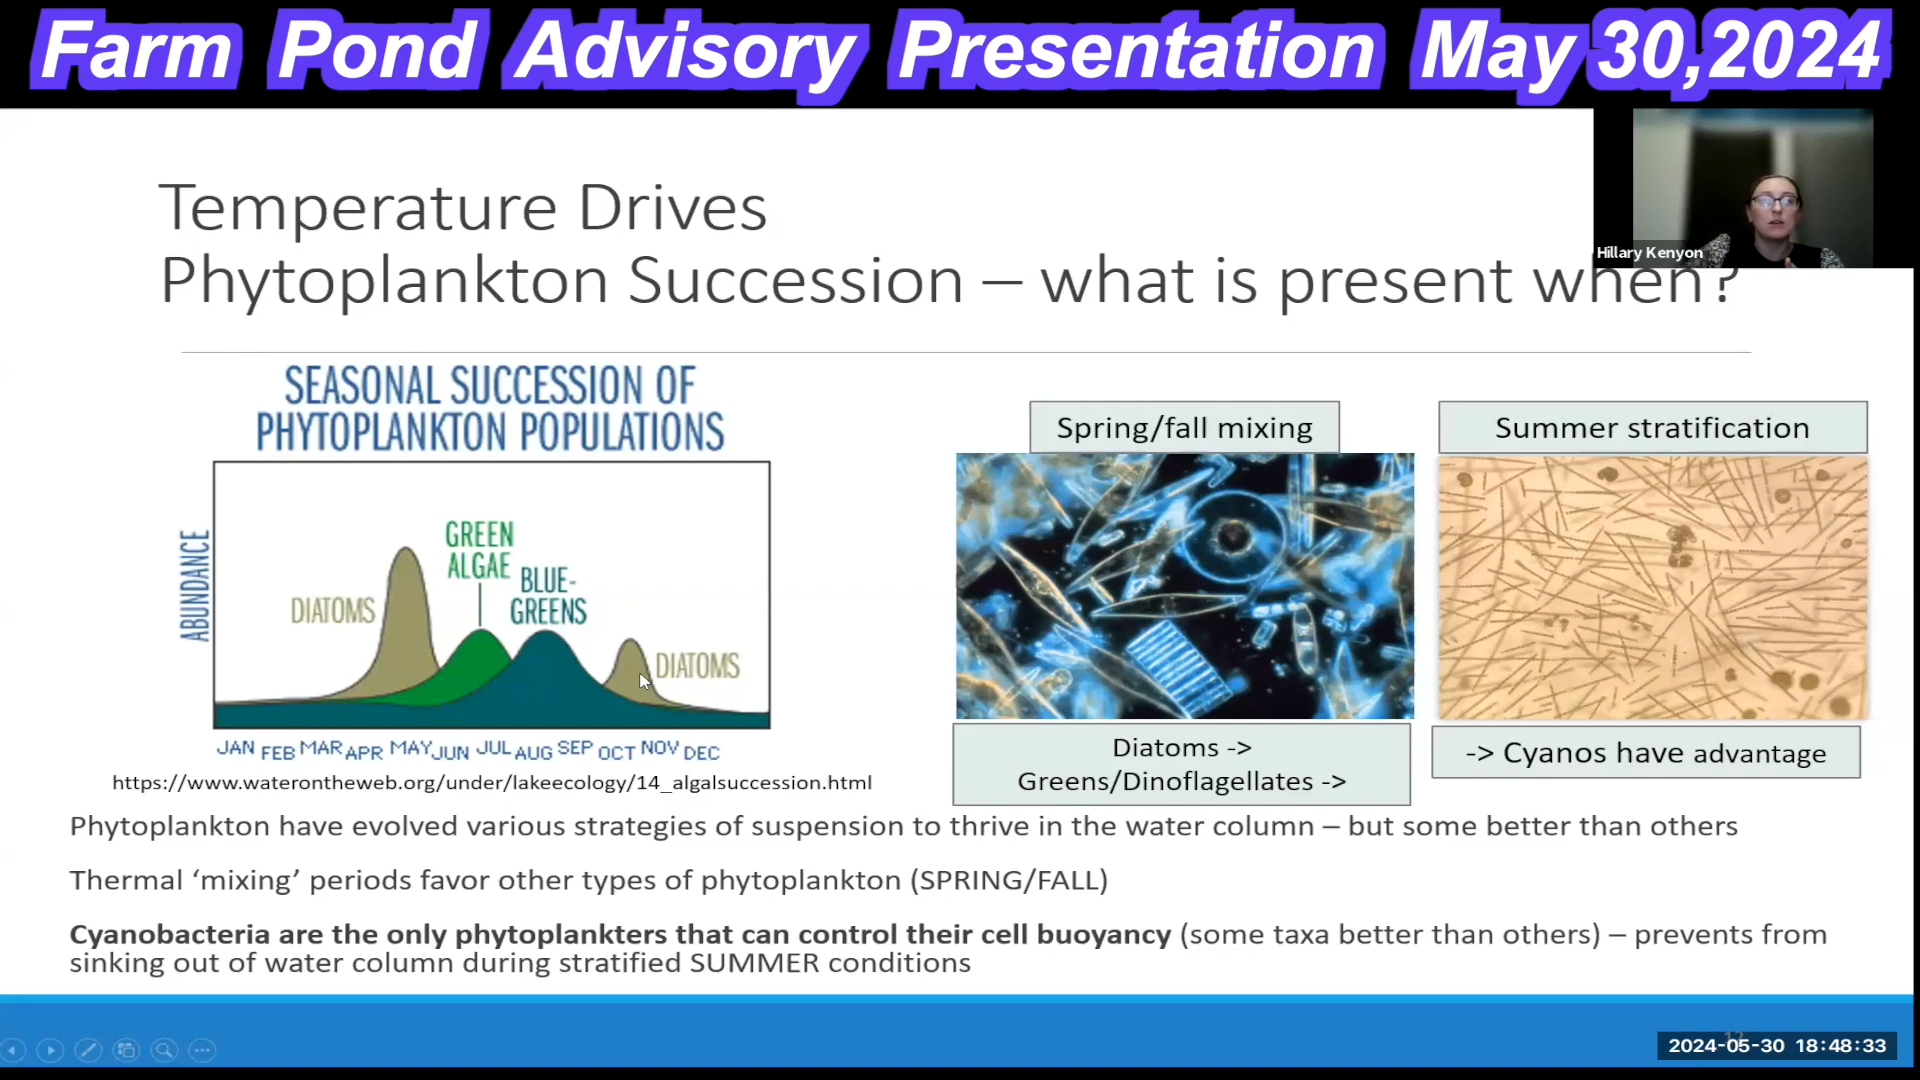 Farm Pond Advisory Presentation May 30,2024
Hillary Kenyon
Temperature Drives
Phytoplankton Succession – what is present when?
SEASONAL SUCCESSION OF
PHYTOPLANKTON POPULATIONS
ABUNDANCE
DIATOMS
GREEN
ALGAE
BLUE-
GREENS
DIATOMS
JAN FEB MAR APR MAY JUN JUL AUG SEP OCT NOV DEC
https://www.waterontheweb.org/under/lakeecology/14_algalsuccession.html
Spring/fall mixing
Diatoms ->
Greens/Dinoflagellates ->
Summer stratification
-> Cyanos have advantage
Phytoplankton have evolved various strategies of suspension to thrive in the water column – but some better than others
Thermal ‘mixing’ periods favor other types of phytoplankton (SPRING/FALL)
Cyanobacteria are the only phytoplankters that can control their cell buoyancy (some taxa better than others) – prevents from
sinking out of water column during stratified SUMMER conditions
2024-05-30 18:48:33